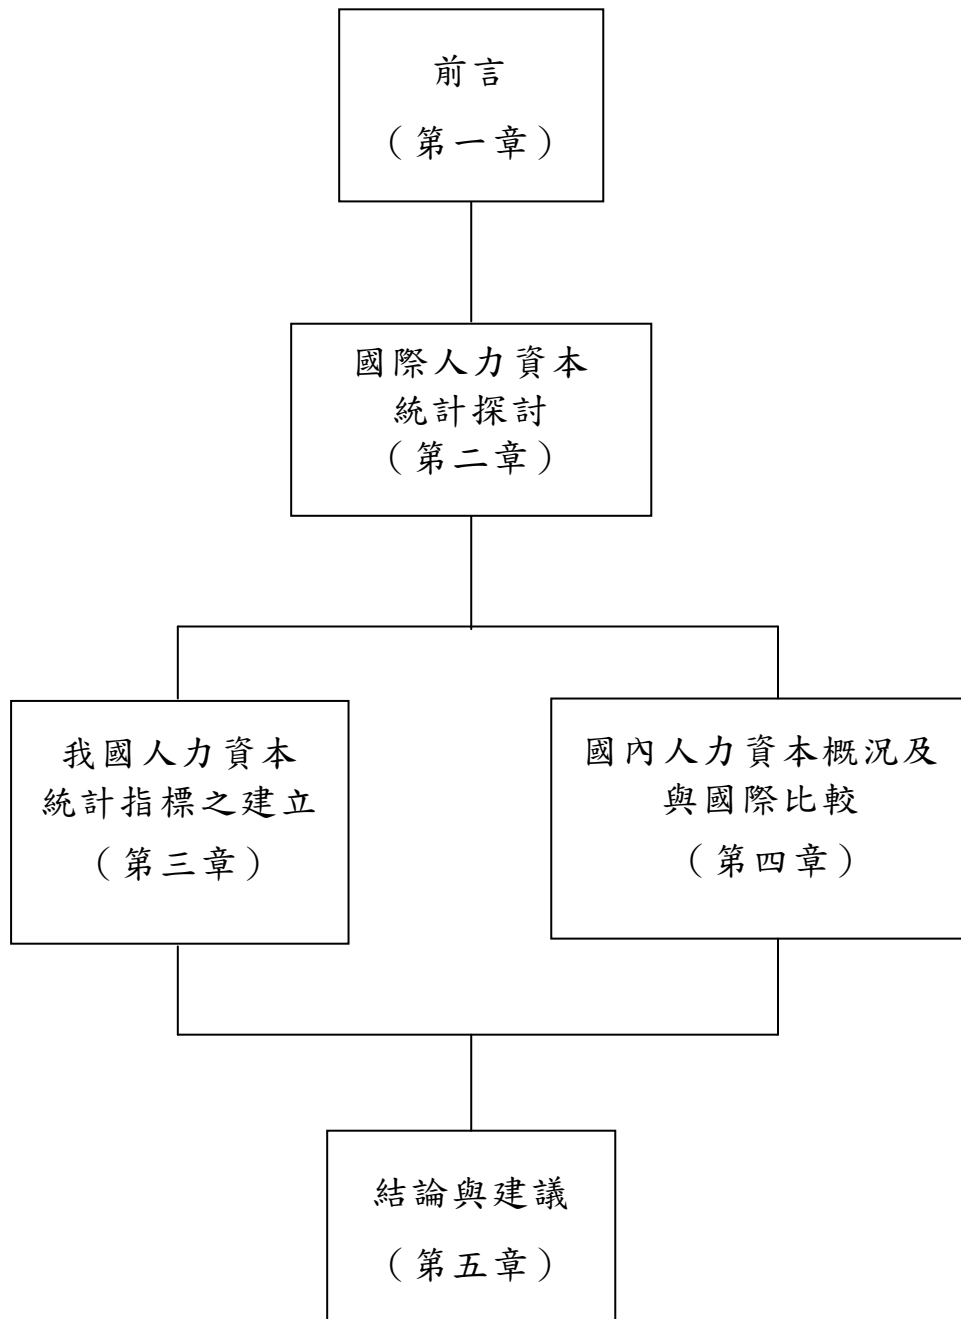 前言
（第一章）
國際人力資本
統計探討
（第二章）
我國人力資本
統計指標之建立
（第三章）
國內人力資本概況及
與國際比較
（第四章）
結論與建議
（第五章）